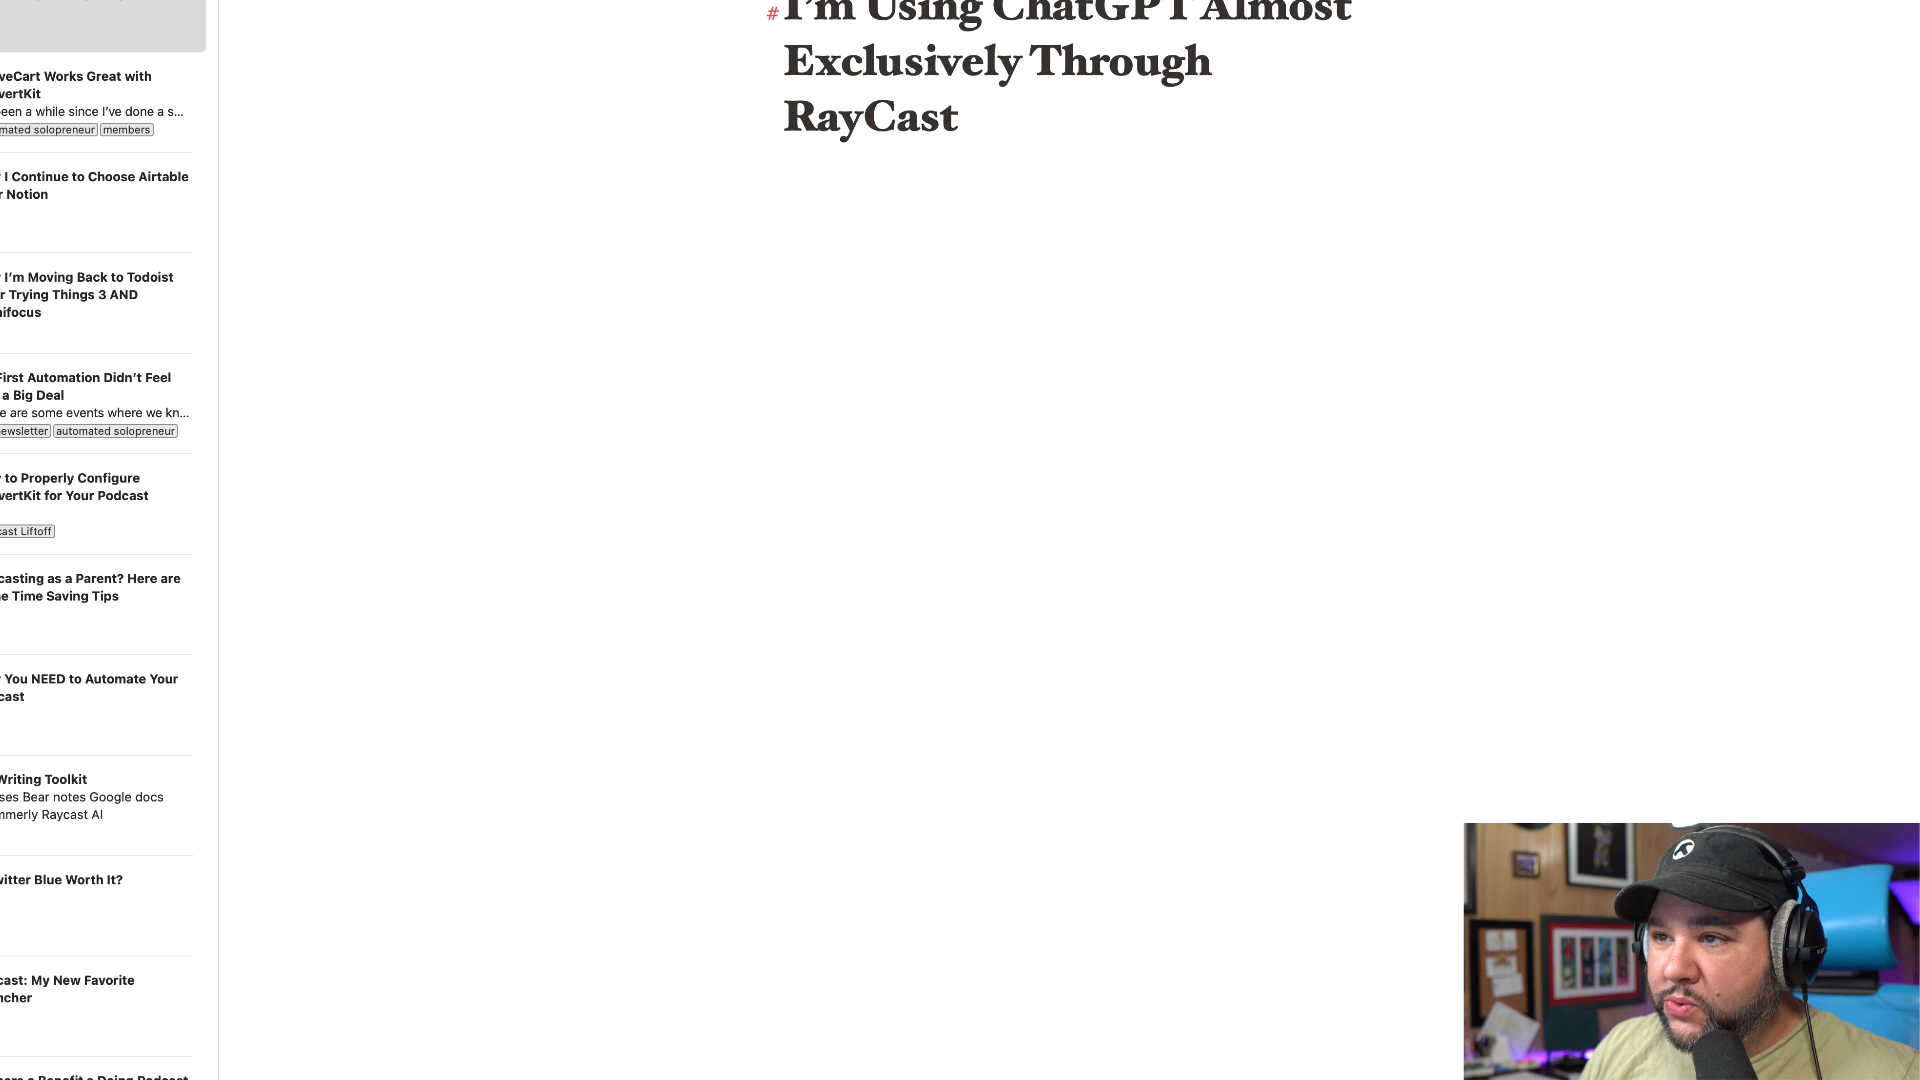 veCart Works Great with
vertKit
een a while since I've done a s...
mated solopreneur members
I Continue to Choose Airtable
r Notion
I'm Moving Back to Todoist
r Trying Things 3 AND
nifocus
First Automation Didn't Feel
a Big Deal
e are some events where we kn...
newsletter automated solopreneur
to Properly Configure
vertKit for Your Podcast
cast Liftoff
casting as a Parent? Here are
e Time Saving Tips
You NEED to Automate Your
cast
Writing Toolkit
ses Bear notes Google docs
mmerly Raycast AI
witter Blue Worth It?
cast: My New Favorite
ncher
# I'm Using ChatGPT Almost
Exclusively Through
RayCast